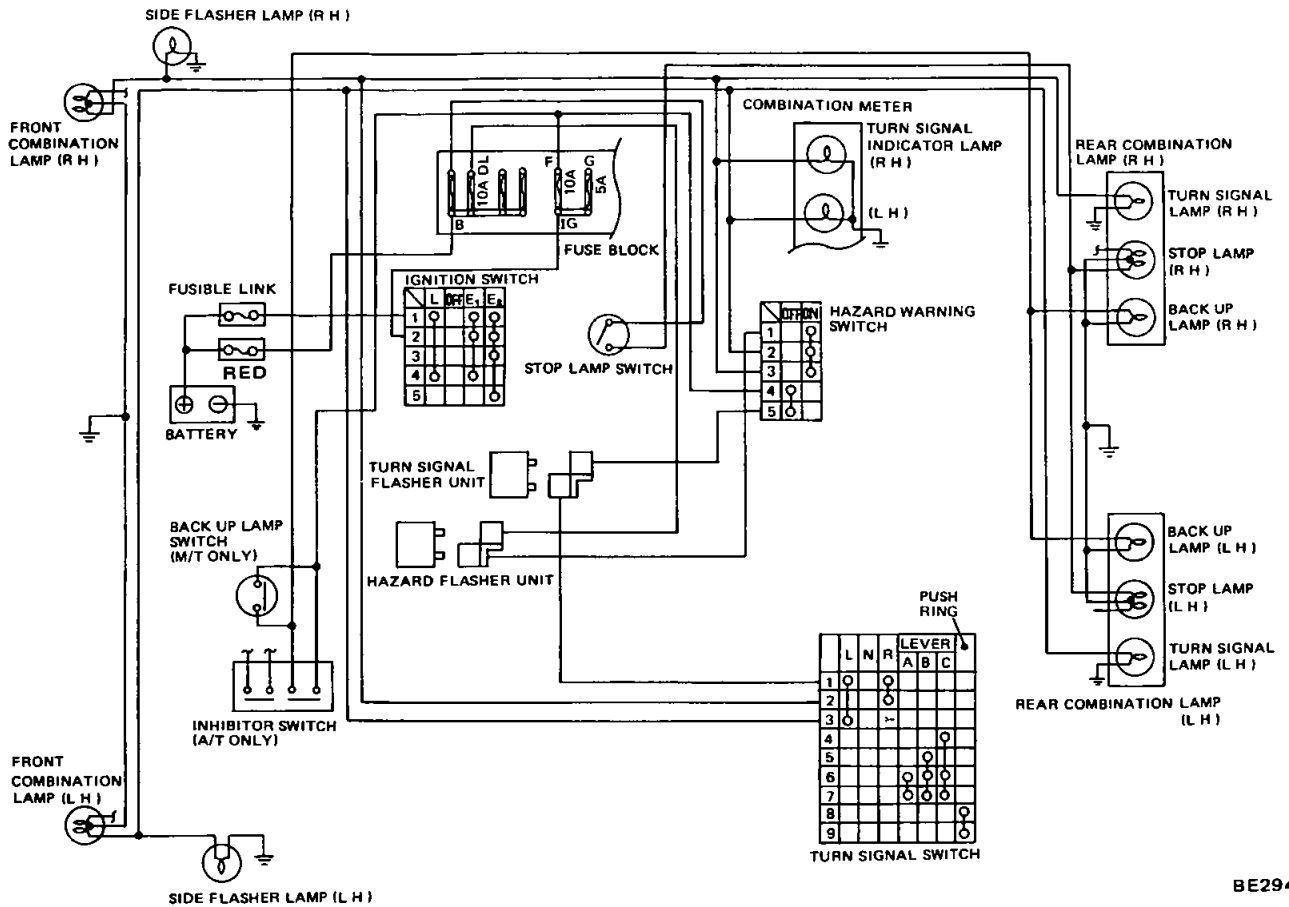 SIDE FLASHER LAMP (R H)
FRONT
COMBINATION
LAMP (R H)
COMBINATION METER
TURN SIGNAL
INDICATOR LAMP
(R H)
(L H)
REAR COMBINATION
LAMP (R H)
TURN SIGNAL
LAMP (R H)
STOP LAMP
(R H)
BACK UP
LAMP (R H)
10A DL
F
10A
G
5A
B
IG
FUSE BLOCK
FUSIBLE LINK
RED
BATTERY
IGNITION SWITCH
L OFF E1 E2
1
2
3
4
5
STOP LAMP SWITCH
HAZARD WARNING
SWITCH
OFF ON
1
2
3
4
5
TURN SIGNAL
FLASHER UNIT
HAZARD FLASHER UNIT
BACK UP LAMP
SWITCH
(M/T ONLY)
INHIBITOR SWITCH
(A/T ONLY)
BACK UP
LAMP (L H)
STOP LAMP
(L H)
TURN SIGNAL
LAMP (L H)
REAR COMBINATION LAMP
(L H)
PUSH
RING
L N R
LEVER
A B C
1
2
3
4
5
6
7
8
9
TURN SIGNAL SWITCH
FRONT
COMBINATION
LAMP (L H)
SIDE FLASHER LAMP (L H)